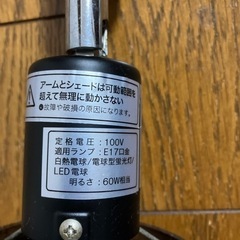 アームとシェードは可動範囲を
超えて無理に動かさない
●故障や破損の原因になります。
定格電圧：100V
適用ランプ：E17口金
白熱電球/電球型蛍光灯/
LED電球
明るさ：60W相当